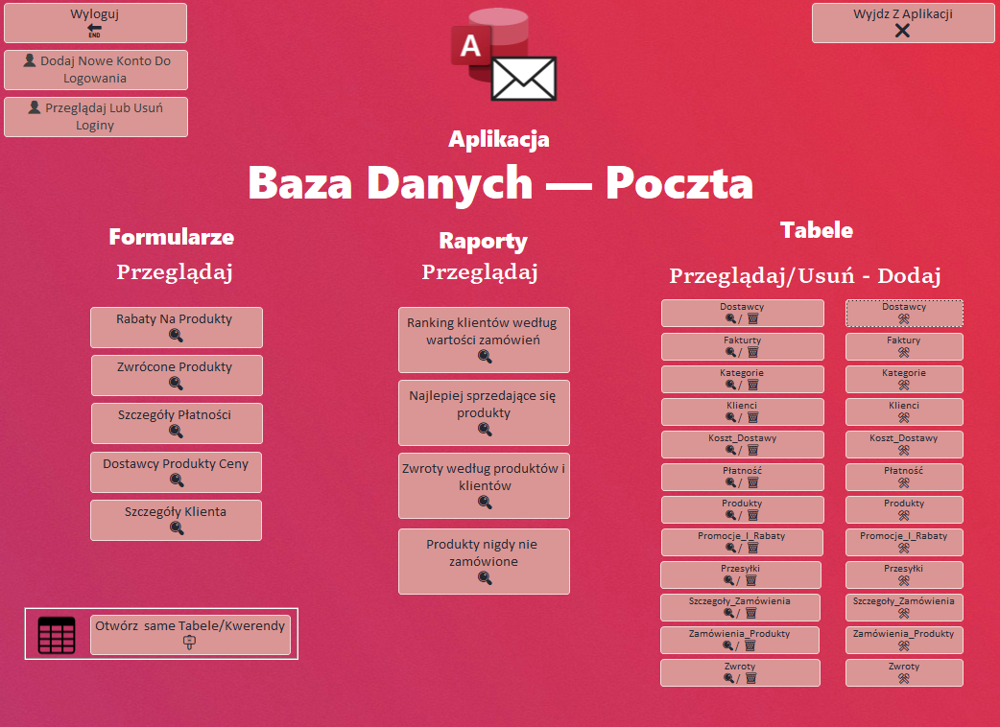 Wyloguj
END
Dodaj Nowe Konto Do
Logowania
Przeglądaj Lub Usuń
Loginy
A
Wyjdz Z Aplikacji
Aplikacja
Baza Danych — Poczta
Formularze
Przeglądaj
Rabaty Na Produkty
Zwrócone Produkty
Szczegóły Płatności
Dostawcy Produkty Ceny
Szczegóły Klienta
Otwórz same Tabele/Kwerendy
Raporty
Przeglądaj
Ranking klientów według
wartości zamówień
Najlepiej sprzedające się
produkty
Zwroty według produktów i
klientów
Produkty nigdy nie
zamówione
Tabele
Przeglądaj/Usuń - Dodaj
Dostawcy
/
Dostawcy
Fakturty
/
Faktury
Kategorie
/
Kategorie
Klienci
/
Klienci
Koszt_Dostawy
/
Koszt_Dostawy
Płatność
/
Płatność
Produkty
/
Produkty
Promocje_I_Rabaty
/
Promocje_I_Rabaty
Przesyłki
/
Przesyłki
Szczegoły_Zamówienia
/
Szczegoły_Zamówienia
Zamówienia_Produkty
/
Zamówienia_Produkty
Zwroty
/
Zwroty